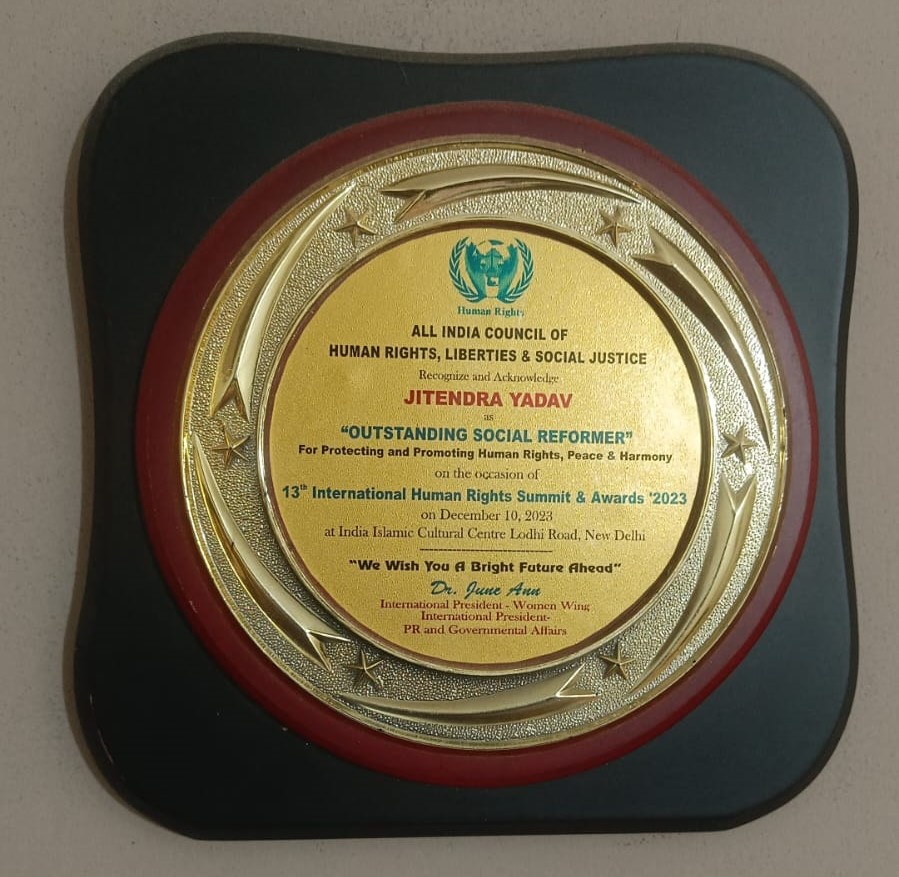 Human Rights
ALL INDIA COUNCIL OF
HUMAN RIGHTS, LIBERTIES & SOCIAL JUSTICE
Recognize and Acknowledge
JITENDRA YADAV
as
“OUTSTANDING SOCIAL REFORMER”
For Protecting and Promoting Human Rights, Peace & Harmony
on the occasion of
13th International Human Rights Summit & Awards '2023
on December 10, 2023
at India Islamic Cultural Centre Lodhi Road, New Delhi
"We Wish You A Bright Future Ahead"
Dr. June Ann
International President - Women Wing
International President-
PR and Governmental Affairs